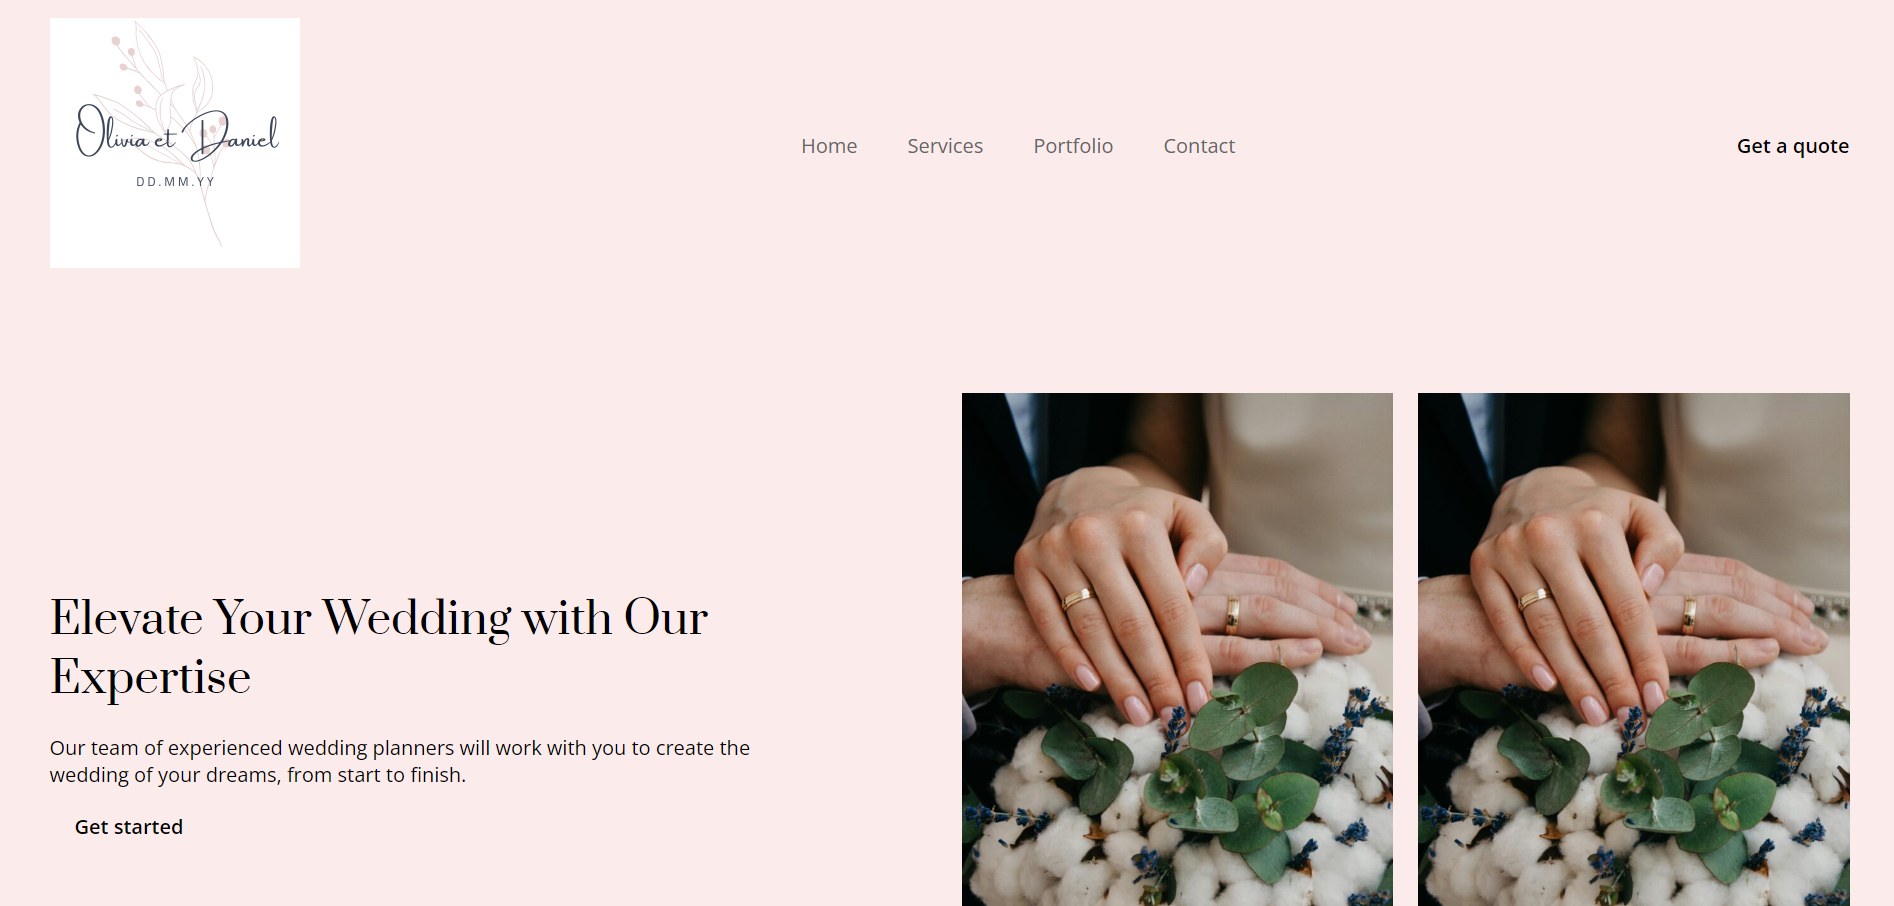 Olivia et Daniel
DD.MM.YY
Home Services Portfolio Contact Get a quote
Elevate Your Wedding with Our
Expertise
Our team of experienced wedding planners will work with you to create the
wedding of your dreams, from start to finish.
Get started